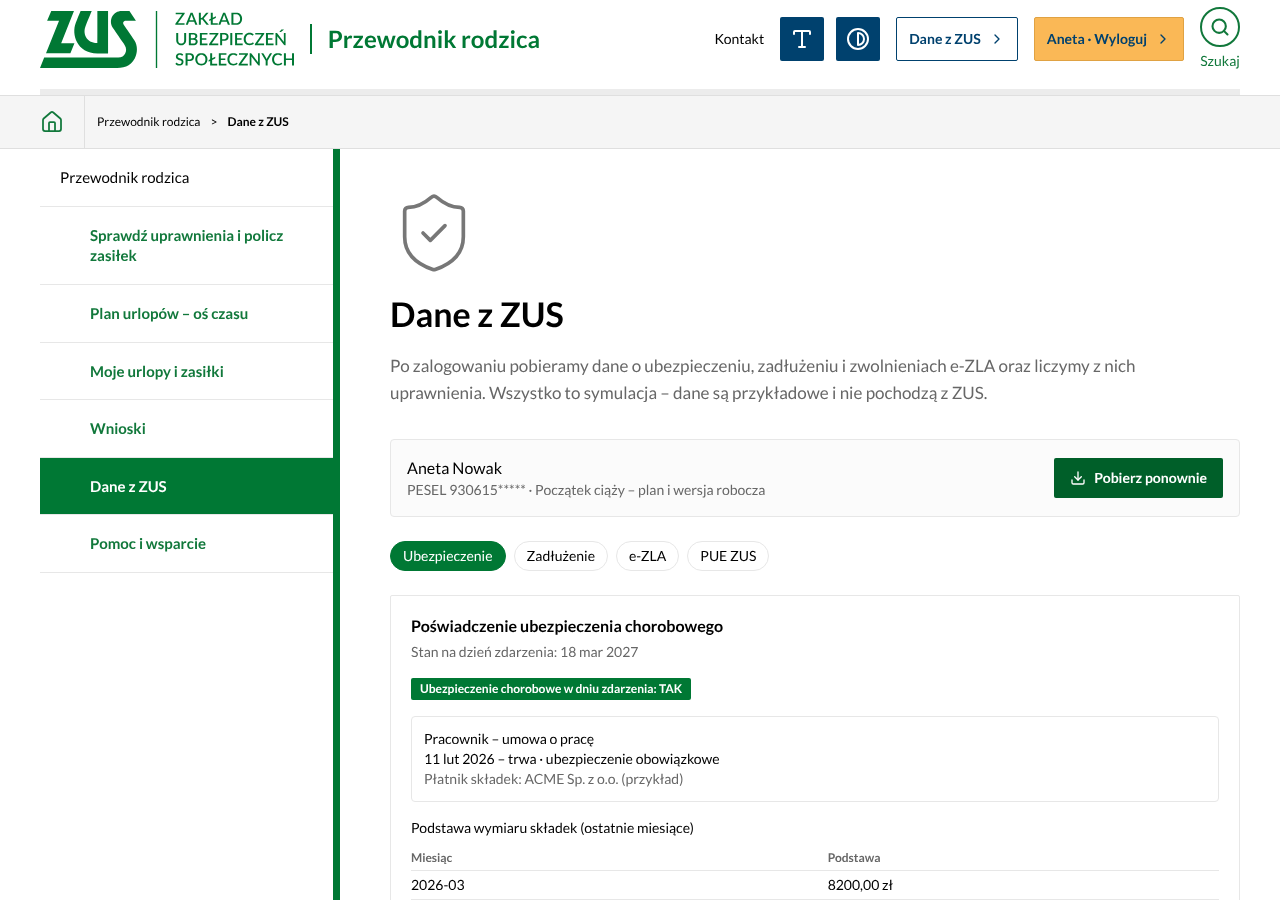 ZUS
ZAKŁAD
UBEZPIECZEŃ
SPOŁECZNYCH
Przewodnik rodzica
Kontakt
T
Dane z ZUS
Aneta · Wyloguj
Szukaj
Przewodnik rodzica > Dane z ZUS
Przewodnik rodzica
Sprawdź uprawnienia i policz
zasiłek
Plan urlopów – oś czasu
Moje urlopy i zasiłki
Wnioski
Dane z ZUS
Pomoc i wsparcie
Dane z ZUS
Po zalogowaniu pobieramy dane o ubezpieczeniu, zadłużeniu i zwolnieniach e-ZLA oraz liczymy z nich
uprawnienia. Wszystko to symulacja – dane są przykładowe i nie pochodzą z ZUS.
Aneta Nowak
PESEL 930615***** · Początek ciąży – plan i wersja robocza
Pobierz ponownie
Ubezpieczenie
Zadłużenie
e-ZLA
PUE ZUS
Poświadczenie ubezpieczenia chorobowego
Stan na dzień zdarzenia: 18 mar 2027
Ubezpieczenie chorobowe w dniu zdarzenia: TAK
Pracownik – umowa o pracę
11 lut 2026 – trwa · ubezpieczenie obowiązkowe
Płatnik składek: ACME Sp. z o.o. (przykład)
Podstawa wymiaru składek (ostatnie miesiące)
Miesiąc Podstawa
2026-03 8200,00 zł